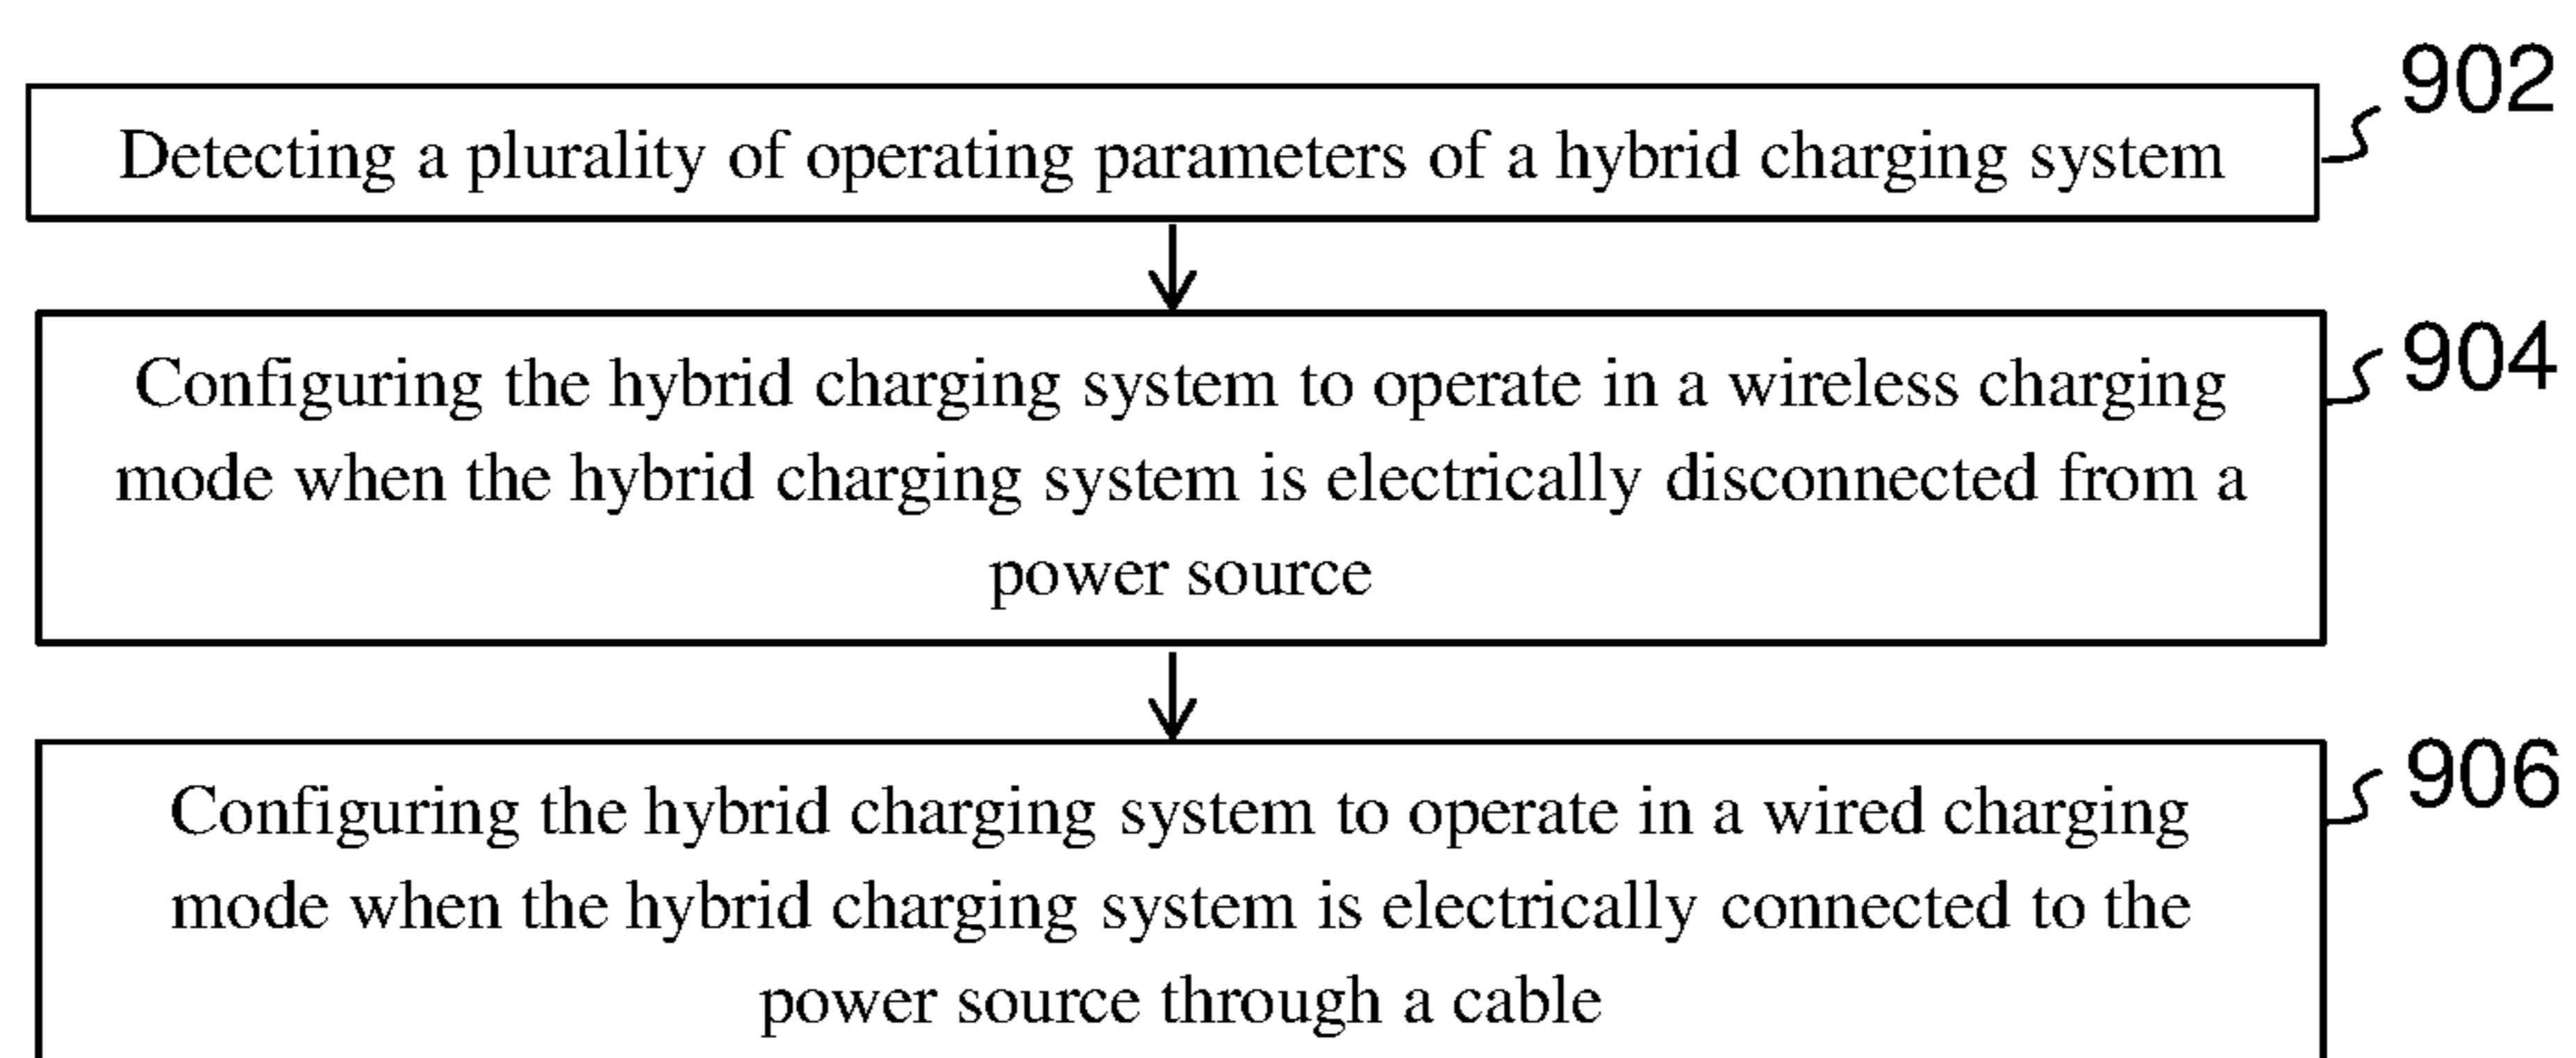 902
Detecting a plurality of operating parameters of a hybrid charging system
904
Configuring the hybrid charging system to operate in a wireless charging
mode when the hybrid charging system is electrically disconnected from a
power source
906
Configuring the hybrid charging system to operate in a wired charging
mode when the hybrid charging system is electrically connected to the
power source through a cable